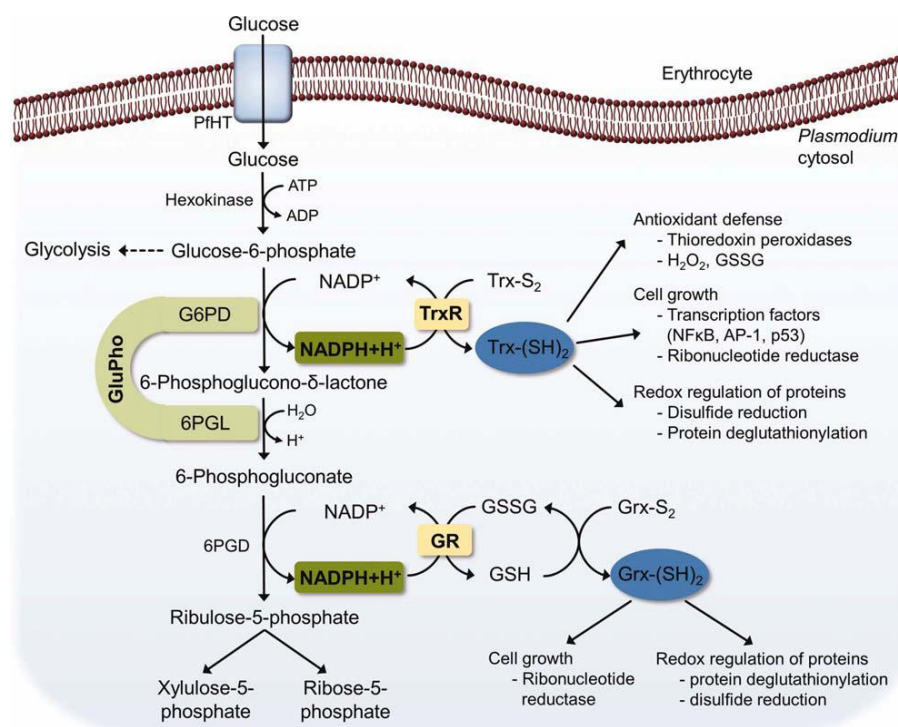 Glucose
Erythrocyte
PfHT
Plasmodium
cytosol
Glucose
Hexokinase
ATP
ADP
Glycolysis
Glucose-6-phosphate
NADP⁺
Trx-S₂
G6PD
TrxR
NADPH+H⁺
Trx-(SH)₂
Antioxidant defense
- Thioredoxin peroxidases
- H₂O₂, GSSG
Cell growth
- Transcription factors
(NFκB, AP-1, p53)
- Ribonucleotide reductase
Redox regulation of proteins
- Disulfide reduction
- Protein deglutathionylation
GluPho
6-Phosphoglucono-δ-lactone
6PGL
H₂O
H⁺
6-Phosphogluconate
NADP⁺
GSSG
Grx-S₂
6PGD
GR
NADPH+H⁺
GSH
Grx-(SH)₂
Ribulose-5-phosphate
Xylulose-5-
phosphate
Ribose-5-
phosphate
Cell growth
- Ribonucleotide
reductase
Redox regulation of proteins
- protein deglutathionylation
- disulfide reduction